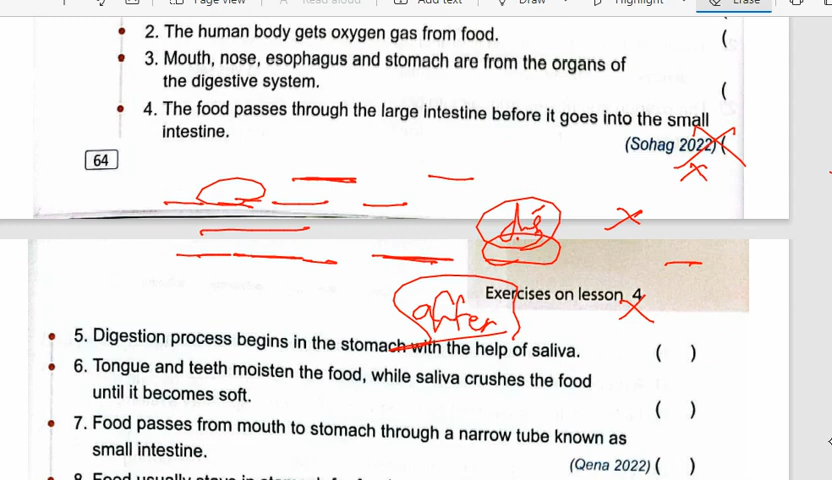 Page view
Read aloud
Add text
Draw
Highlight
Erase
2. The human body gets oxygen gas from food. (
3. Mouth, nose, esophagus and stomach are from the organs of
the digestive system. (
4. The food passes through the large intestine before it goes into the small
intestine.
(Sohag 2022) (
64
Exercises on lesson 4
after
5. Digestion process begins in the stomach with the help of saliva. ( )
6. Tongue and teeth moisten the food, while saliva crushes the food
until it becomes soft. ( )
7. Food passes from mouth to stomach through a narrow tube known as
small intestine.
(Qena 2022) ( )
8. Food usually stays in